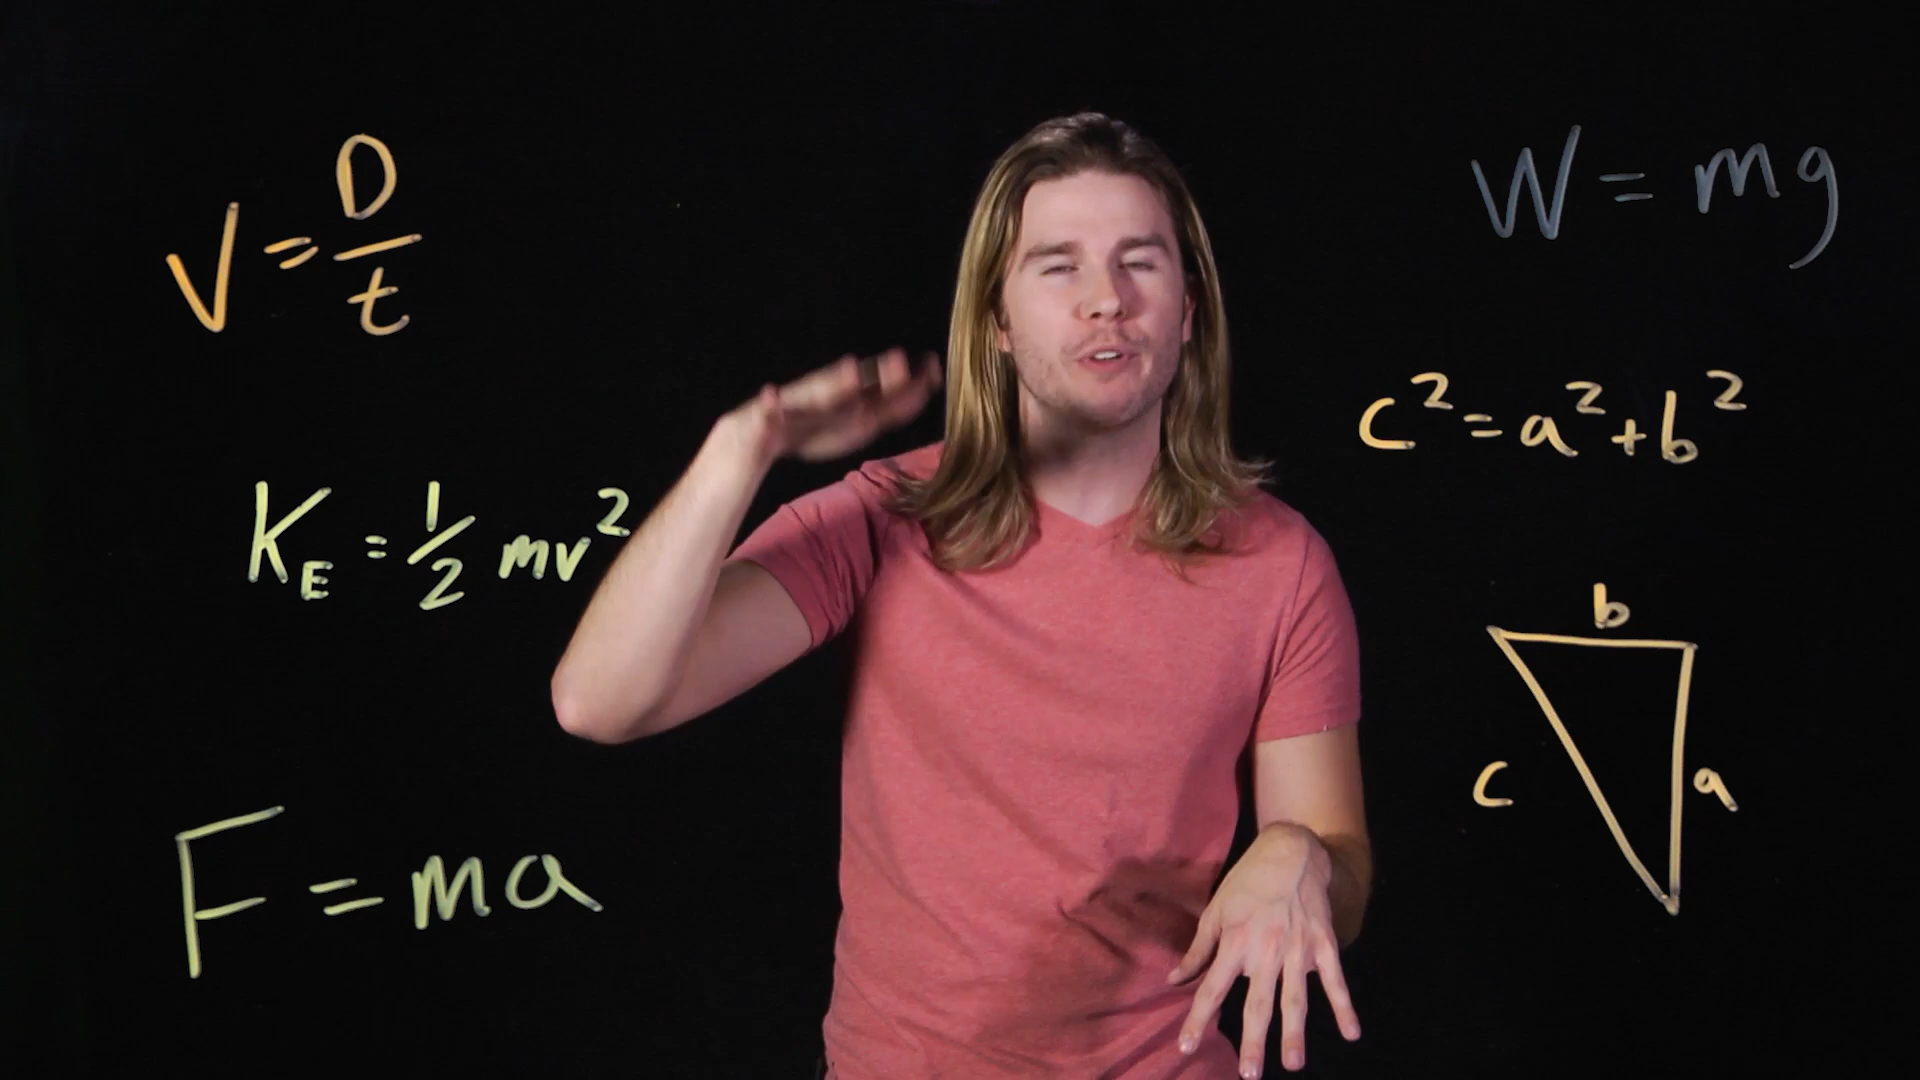 V = D/t
W = mg
c² = a² + b²
K_E = ½ mv²
b
c
a
F = ma